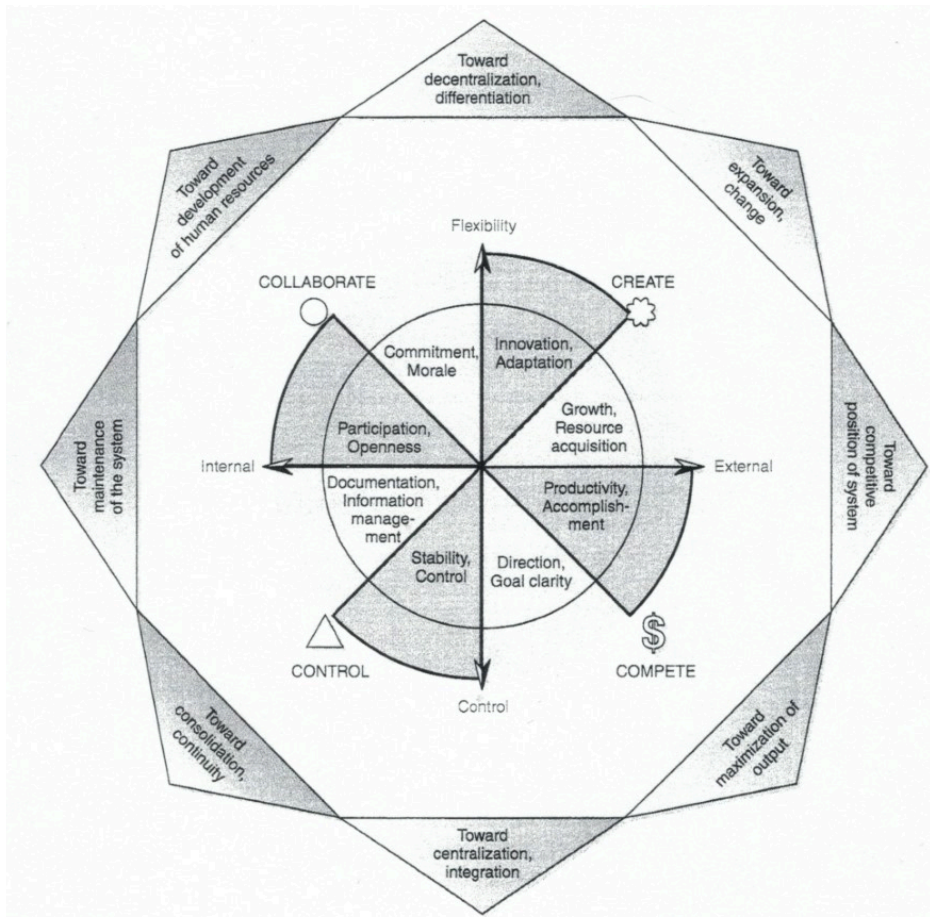 Toward
decentralization,
differentiation
Toward
development
of human resources
Toward
expansion,
change
Flexibility
COLLABORATE
CREATE
Commitment,
Morale
Innovation,
Adaptation
Participation,
Openness
Growth,
Resource
acquisition
Toward
maintenance
of the system
Internal
External
Toward
competitive
position of system
Documentation,
Information
manage-
ment
Productivity,
Accomplish-
ment
Stability,
Control
Direction,
Goal clarity
$
CONTROL
COMPETE
Control
Toward
consolidation,
continuity
Toward
maximization of
output
Toward
centralization,
integration